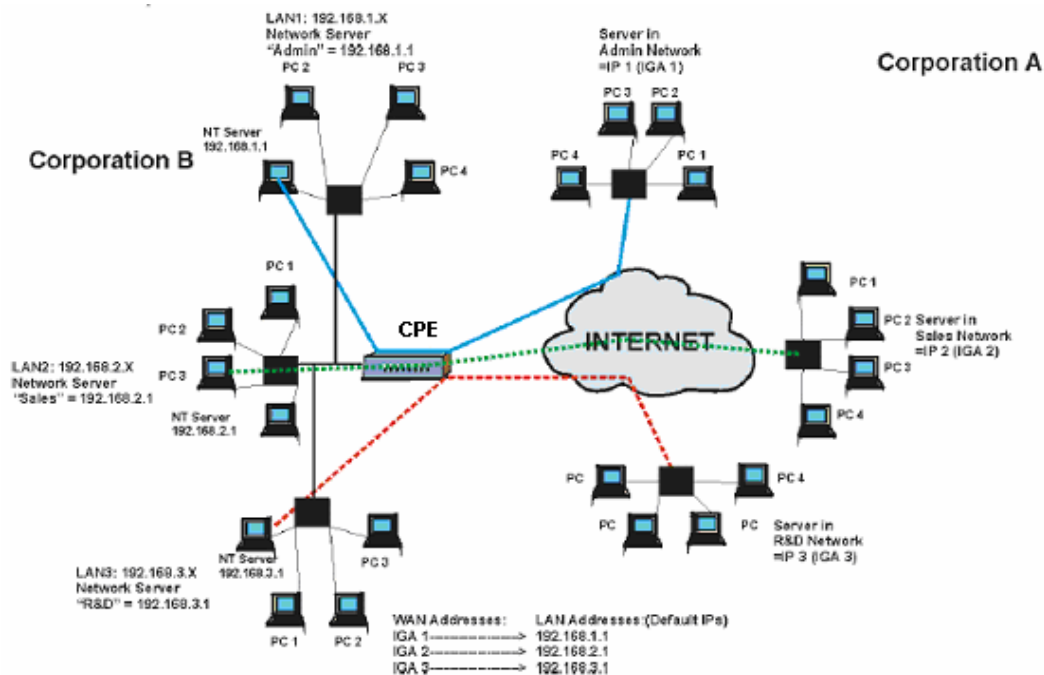 LAN1: 192.168.1.X
Network Server
"Admin" = 192.168.1.1
PC 2
PC 3
NT Server
192.168.1.1
PC 4
Corporation B
Server in
Admin Network
=IP 1 (IGA 1)
Corporation A
PC 3
PC 2
PC 4
PC 1
PC 1
PC 2
PC 3
LAN2: 192.168.2.X
Network Server
"Sales" = 192.168.2.1
NT Server
192.168.2.1
CPE
INTERNET
PC 1
PC 2
Server in
Sales Network
=IP 2 (IGA 2)
PC 3
PC 4
PC
PC 4
PC
PC
Server in
R&D Network
=IP 3 (IGA 3)
NT Server
192.168.3.1
PC 3
LAN3: 192.168.3.X
Network Server
"R&D" = 192.168.3.1
PC 1
PC 2
WAN Addresses: LAN Addresses:(Default IPs)
IGA 1--------------> 192.168.1.1
IGA 2--------------> 192.168.2.1
IGA 3--------------> 192.168.3.1